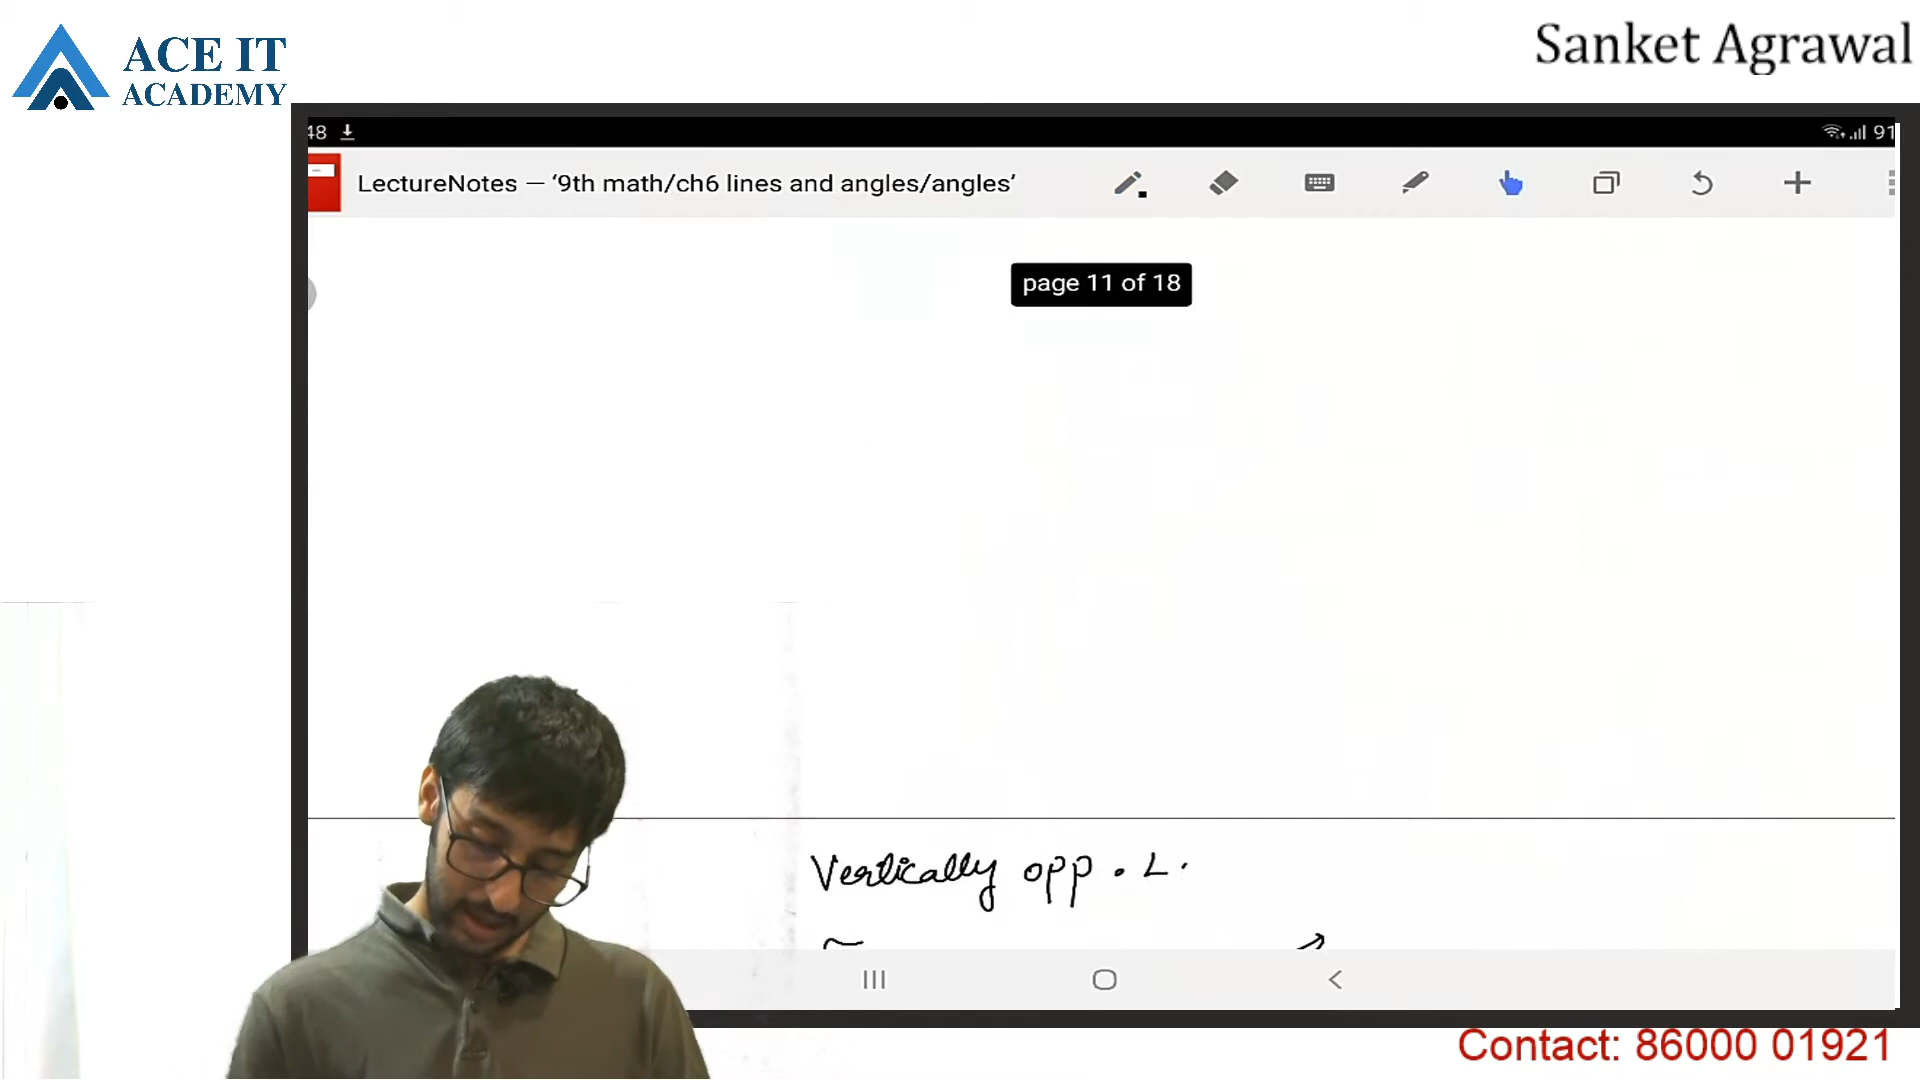 ACE IT
ACADEMY
Sanket Agrawal
48
91
LectureNotes — ‘9th math/ch6 lines and angles/angles’
page 11 of 18
Vertically opp. ∠.
Contact: 86000 01921